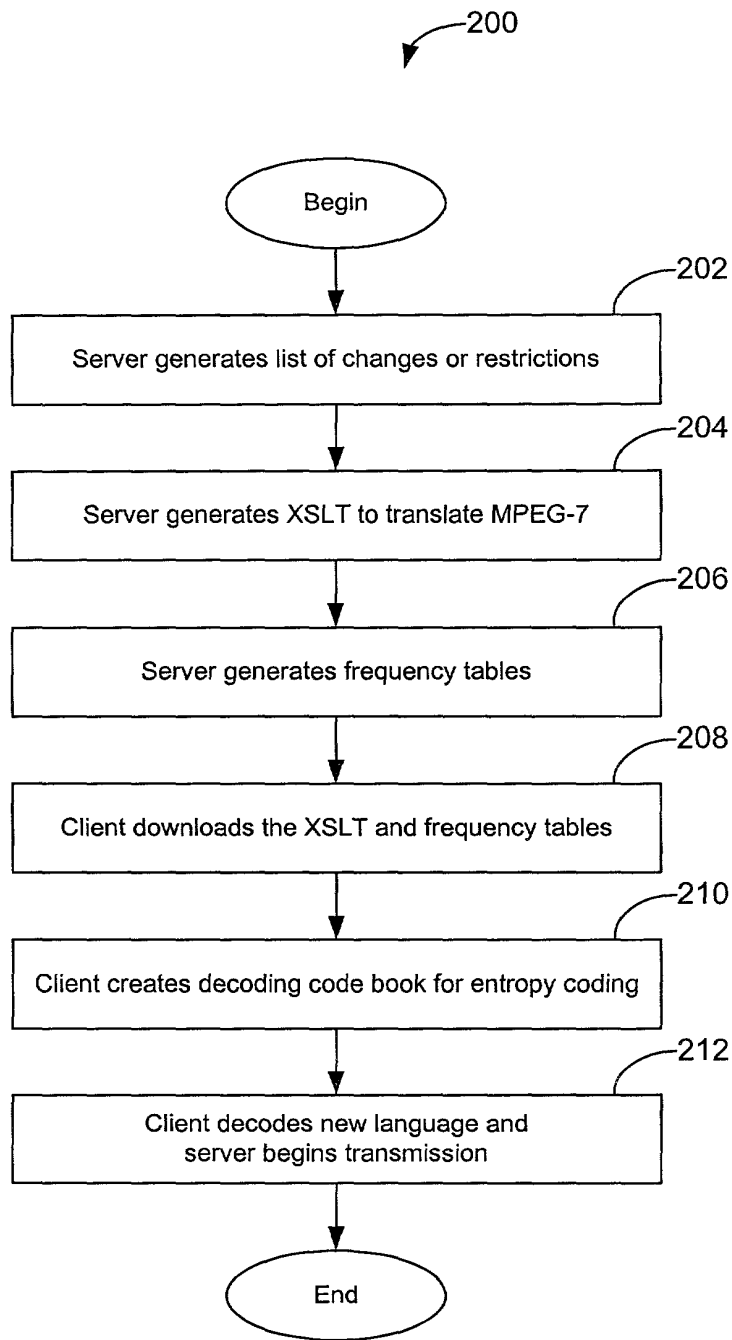 200
Begin
202
Server generates list of changes or restrictions
204
Server generates XSLT to translate MPEG-7
206
Server generates frequency tables
208
Client downloads the XSLT and frequency tables
210
Client creates decoding code book for entropy coding
212
Client decodes new language and
server begins transmission
End